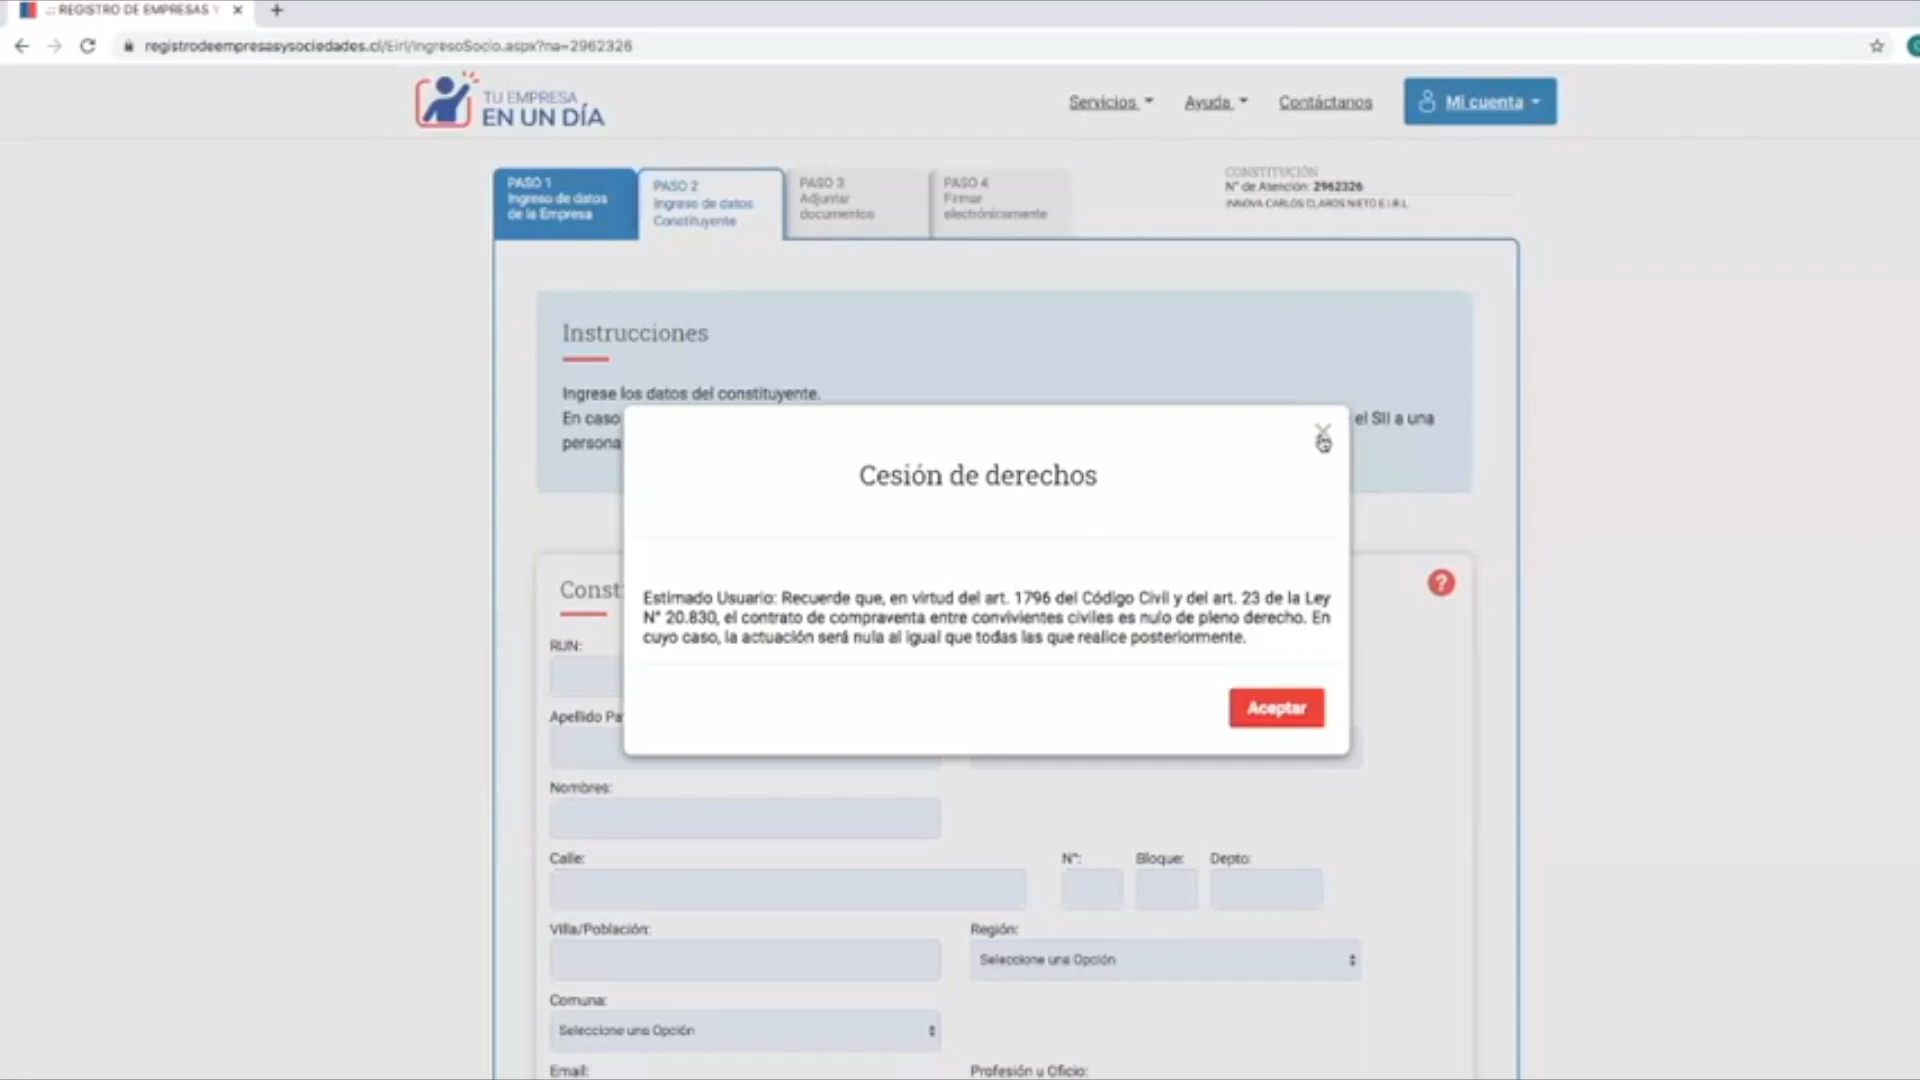 .:: REGISTRO DE EMPRESAS Y
registrodeempresasysociedades.cl/Eirl/IngresoSocio.aspx?na=2962326
TU EMPRESA
EN UN DÍA
Servicios
Ayuda
Contáctanos
Mi cuenta
PASO 1
Ingreso de datos
de la Empresa
PASO 2
Ingreso de datos
Constituyente
PASO 3
Adjuntar
documentos
PASO 4
Firmar
electrónicamente
CONSTITUCIÓN
N° de Atención: 2962326
INNOVA CARLOS CLAROS NIETO E.I.R.L
Instrucciones
Ingrese los datos del constituyente.
En caso
el SII a una
persona
Cesión de derechos
Estimado Usuario: Recuerde que, en virtud del art. 1796 del Código Civil y del art. 23 de la Ley
N° 20.830, el contrato de compraventa entre convivientes civiles es nulo de pleno derecho. En
cuyo caso, la actuación será nula al igual que todas las que realice posteriormente.
Aceptar
Const
?
RUN:
Apellido Pa
Nombres:
Calle:
N°:
Bloque:
Depto:
Villa/Población:
Región:
Seleccione una Opción
Comuna:
Seleccione una Opción
Email:
Profesión u Oficio: